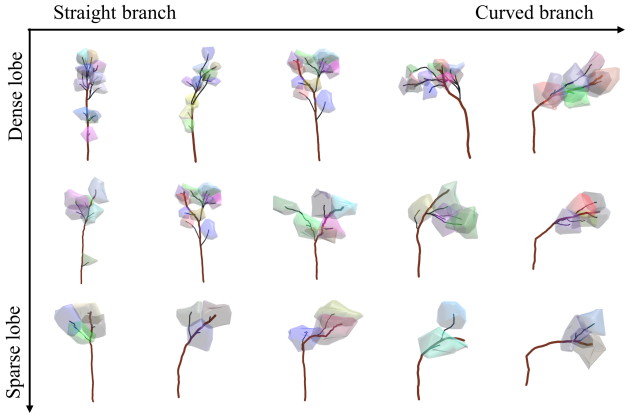 Straight branch
Curved branch
Dense lobe
Sparse lobe